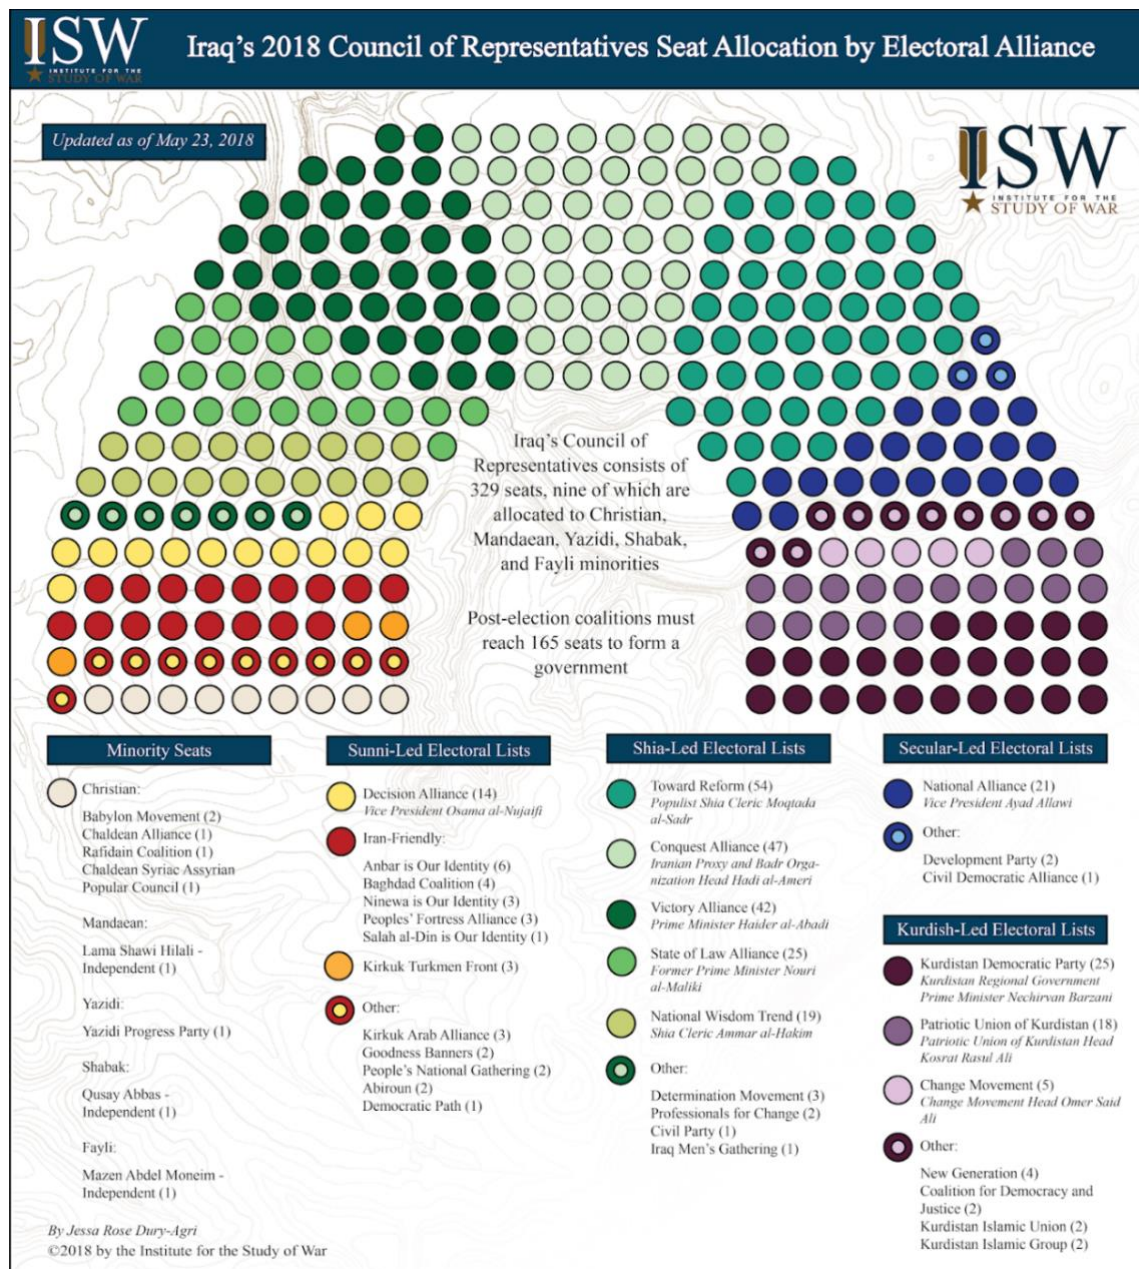 ISW
INSTITUTE FOR THE
STUDY OF WAR
Iraq's 2018 Council of Representatives Seat Allocation by Electoral Alliance
Updated as of May 23, 2018
ISW
INSTITUTE FOR THE
STUDY OF WAR
Iraq's Council of
Representatives consists of
329 seats, nine of which are
allocated to Christian,
Mandaean, Yazidi, Shabak,
and Fayli minorities
Post-election coalitions must
reach 165 seats to form a
government
Minority Seats
Christian:
Babylon Movement (2)
Chaldean Alliance (1)
Rafidain Coalition (1)
Chaldean Syriac Assyrian
Popular Council (1)
Mandaean:
Lama Shawi Hilali -
Independent (1)
Yazidi:
Yazidi Progress Party (1)
Shabak:
Qusay Abbas -
Independent (1)
Fayli:
Mazen Abdel Moneim -
Independent (1)
Sunni-Led Electoral Lists
Decision Alliance (14)
Vice President Osama al-Nujaifi
Iran-Friendly:
Anbar is Our Identity (6)
Baghdad Coalition (4)
Ninewa is Our Identity (3)
Peoples' Fortress Alliance (3)
Salah al-Din is Our Identity (1)
Kirkuk Turkmen Front (3)
Other:
Kirkuk Arab Alliance (3)
Goodness Banners (2)
People's National Gathering (2)
Abiroun (2)
Democratic Path (1)
Shia-Led Electoral Lists
Toward Reform (54)
Populist Shia Cleric Moqtada
al-Sadr
Conquest Alliance (47)
Iranian Proxy and Badr Orga-
nization Head Hadi al-Ameri
Victory Alliance (42)
Prime Minister Haider al-Abadi
State of Law Alliance (25)
Former Prime Minister Nouri
al-Maliki
National Wisdom Trend (19)
Shia Cleric Ammar al-Hakim
Other:
Determination Movement (3)
Professionals for Change (2)
Civil Party (1)
Iraq Men's Gathering (1)
Secular-Led Electoral Lists
National Alliance (21)
Vice President Ayad Allawi
Other:
Development Party (2)
Civil Democratic Alliance (1)
Kurdish-Led Electoral Lists
Kurdistan Democratic Party (25)
Kurdistan Regional Government
Prime Minister Nechirvan Barzani
Patriotic Union of Kurdistan (18)
Patriotic Union of Kurdistan Head
Kosrat Rasul Ali
Change Movement (5)
Change Movement Head Omer Said
Ali
Other:
New Generation (4)
Coalition for Democracy and
Justice (2)
Kurdistan Islamic Union (2)
Kurdistan Islamic Group (2)
By Jessa Rose Dury-Agri
©2018 by the Institute for the Study of War